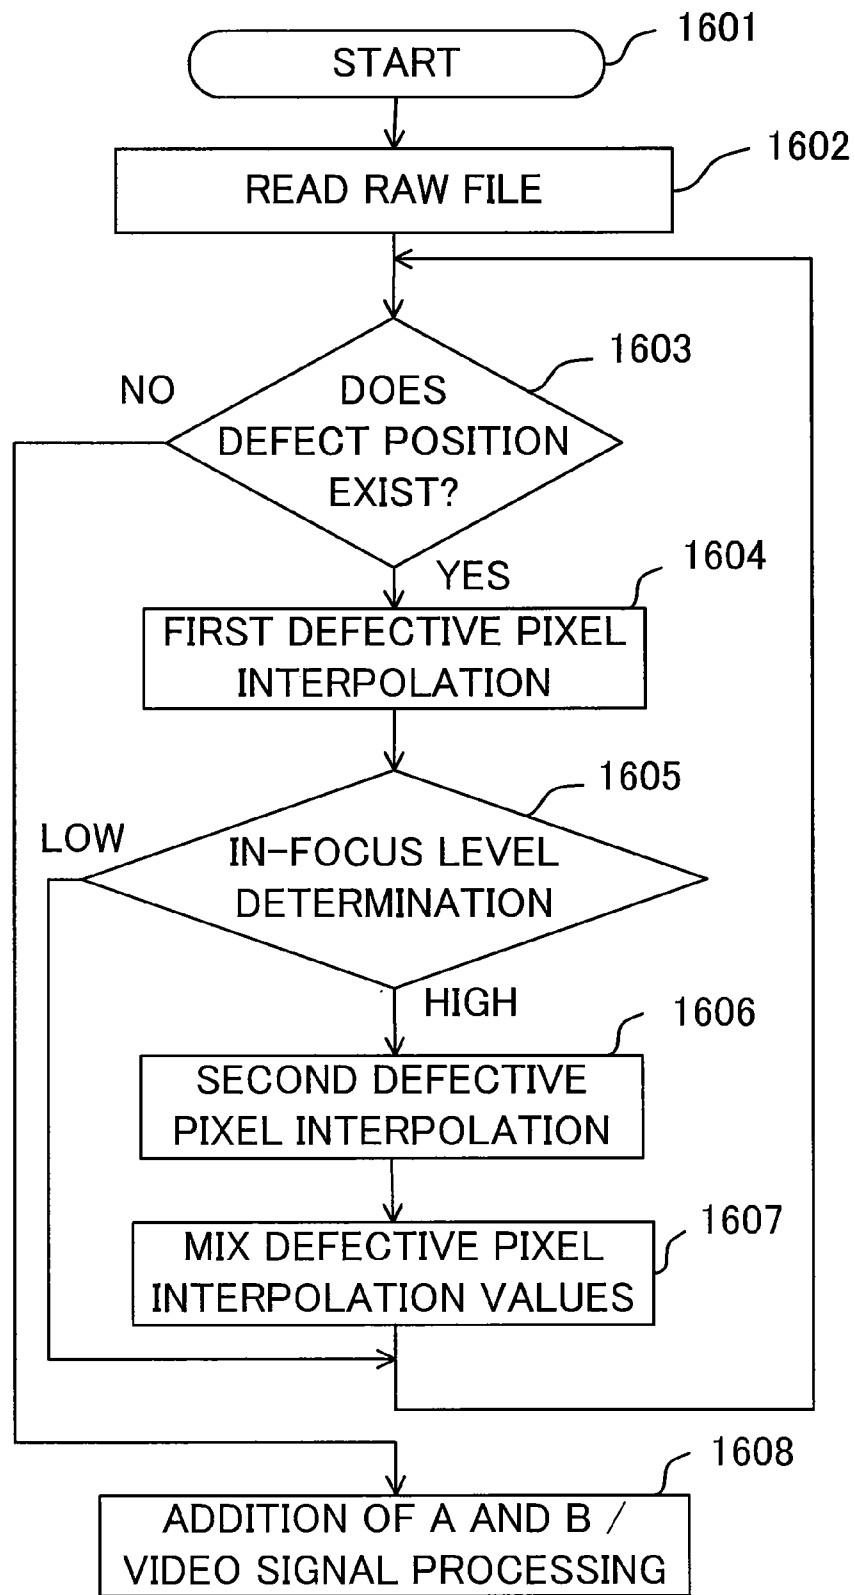 1601
START
1602
READ RAW FILE
1603
NO
DOES
DEFECT POSITION
EXIST?
YES
1604
FIRST DEFECTIVE PIXEL
INTERPOLATION
1605
LOW
IN-FOCUS LEVEL
DETERMINATION
HIGH
1606
SECOND DEFECTIVE
PIXEL INTERPOLATION
1607
MIX DEFECTIVE PIXEL
INTERPOLATION VALUES
1608
ADDITION OF A AND B /
VIDEO SIGNAL PROCESSING